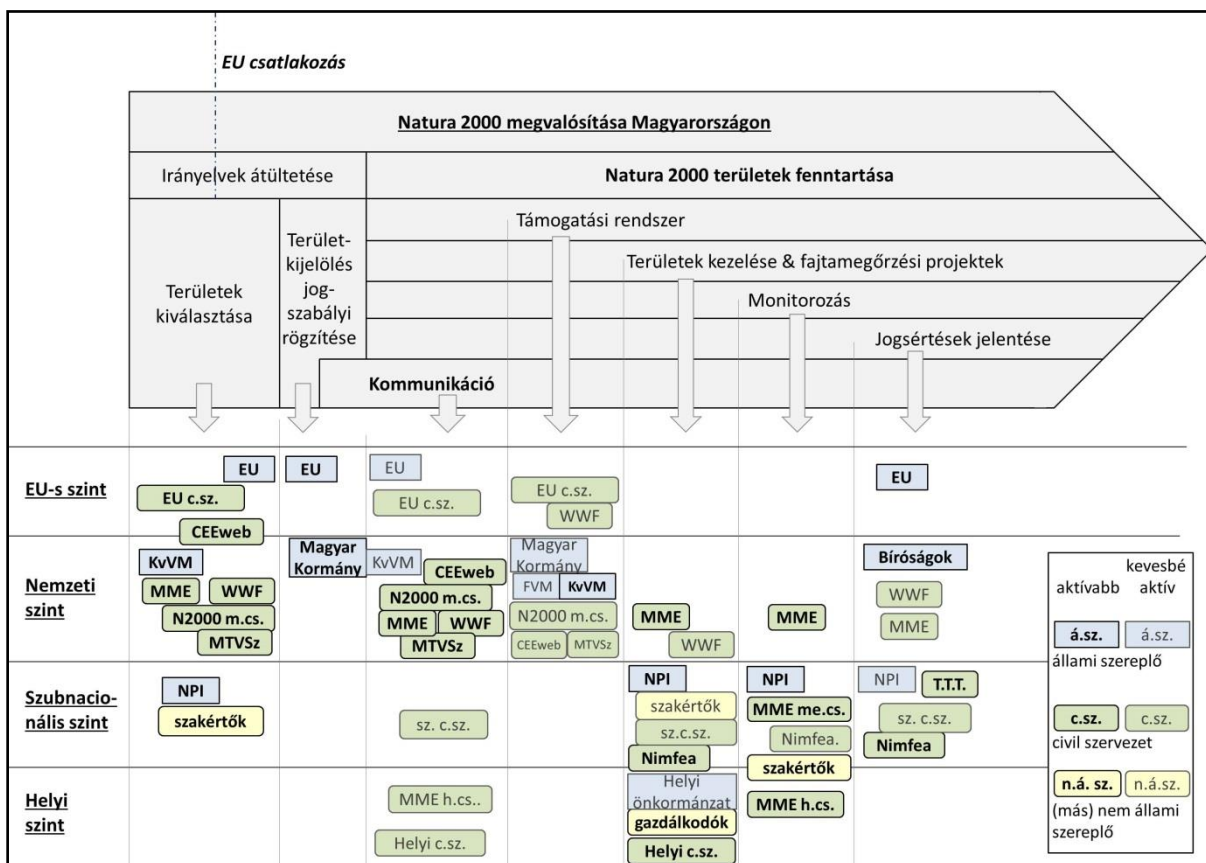 EU csatlakozás
Natura 2000 megvalósítása Magyarországon
Irányelvek átültetése
Natura 2000 területek fenntartása
Területek
kiválasztása
Terület-
kijelölés
jog-
szabályi
rögzítése
Támogatási rendszer
Területek kezelése & fajtamegőrzési projektek
Monitorozás
Jogsértések jelentése
Kommunikáció
EU-s szint
EU
EU c.sz.
CEEweb
EU
EU
EU c.sz.
EU c.sz.
WWF
EU
Nemzeti
szint
KvVM
MME
WWF
N2000 m.cs.
MTVSz
Magyar
Kormány
KvVM
CEEweb
N2000 m.cs.
MME
WWF
MTVSz
Magyar
Kormány
FVM
KvVM
N2000 m.cs.
CEEweb
MTVSz
MME
WWF
MME
Bíróságok
WWF
MME
Szubnacio-
nális szint
NPI
szakértők
sz. c.sz.
NPI
szakértők
sz.c.sz.
Nimfea
NPI
MME me.cs.
Nimfea.
szakértők
NPI
T.T.T.
sz. c.sz.
Nimfea
Helyi
szint
MME h.cs..
Helyi c.sz.
Helyi
önkormánzat
gazdálkodók
Helyi c.sz.
MME h.cs.
aktívabb
kevesbé
aktív
á.sz.
á.sz.
állami szereplő
c.sz.
c.sz.
civil szervezet
n.á. sz.
n.á.sz.
(más) nem állami
szereplő